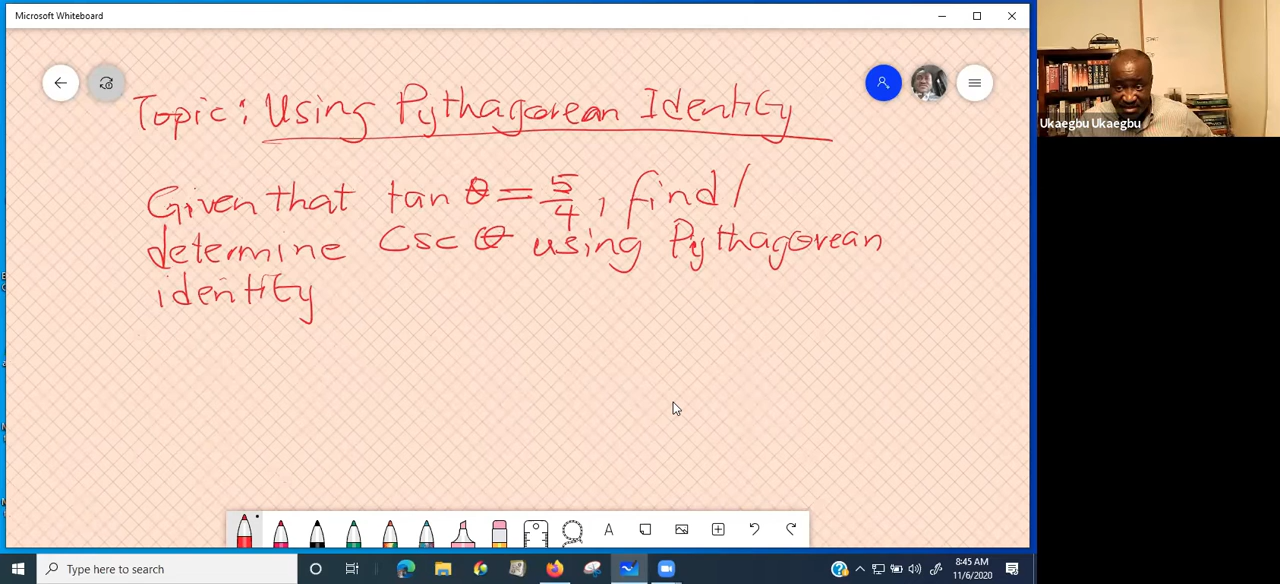 Microsoft Whiteboard
Topic: Using Pythagorean Identity
Given that tan θ = 5/4, find/
determine Csc θ using Pythagorean
identity
Ukaegbu Ukaegbu
A
Type here to search
8:45 AM
11/6/2020